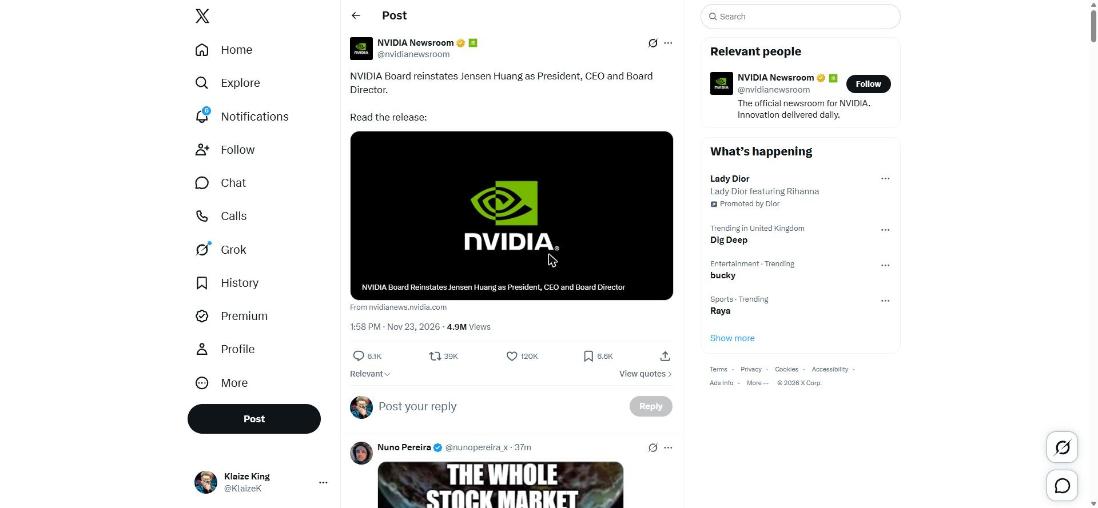 Home
Explore
6
Notifications
Follow
Chat
Calls
Grok
History
Premium
Profile
More
Post
Klaize King
@KlaizeK
Post
NVIDIA Newsroom
@nvidianewsroom
NVIDIA Board reinstates Jensen Huang as President, CEO and Board
Director.
Read the release:
NVIDIA
NVIDIA Board Reinstates Jensen Huang as President, CEO and Board Director
From nvidianews.nvidia.com
1:58 PM · Nov 23, 2026 · 4.9M Views
6.1K 39K 120K 6.6K
Relevant View quotes
Post your reply Reply
Nuno Pereira @nunopereira_x · 37m
THE WHOLE
STOCK MARKET
Search
Relevant people
NVIDIA Newsroom
@nvidianewsroom
Follow
The official newsroom for NVIDIA.
Innovation delivered daily.
What's happening
Lady Dior
Lady Dior featuring Rihanna
Promoted by Dior
Trending in United Kingdom
Dig Deep
Entertainment · Trending
bucky
Sports · Trending
Raya
Show more
Terms · Privacy · Cookies · Accessibility ·
Ads info · More ··· © 2026 X Corp.